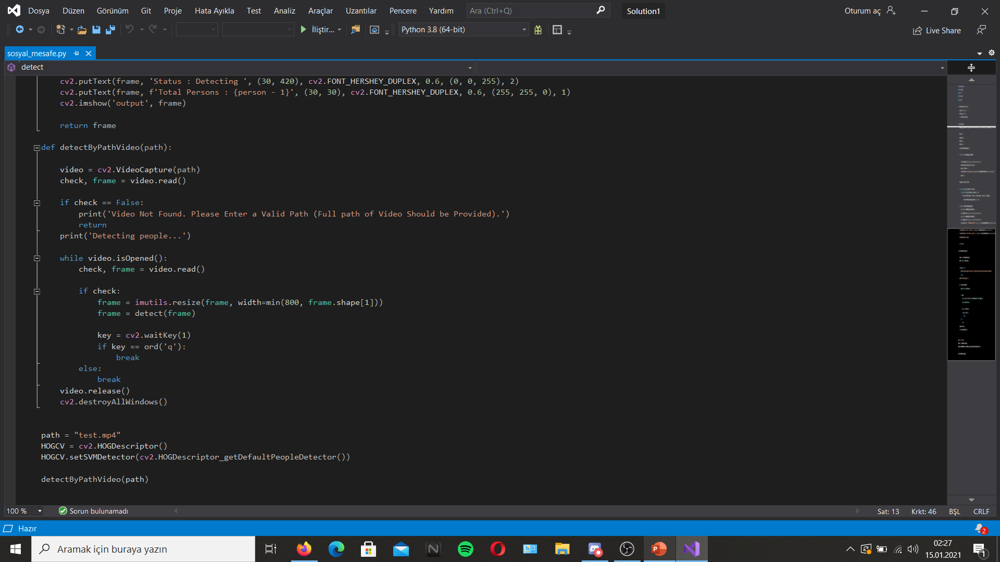 Dosya Düzen Görünüm Git Proje Hata Ayıkla Test Analiz Araçlar Uzantılar Pencere Yardım Ara (Ctrl+Q) Solution1 Oturum aç
İliştir... Python 3.8 (64-bit) Live Share
sosyal_mesafe.py
detect
cv2.putText(frame, 'Status : Detecting ', (30, 420), cv2.FONT_HERSHEY_DUPLEX, 0.6, (0, 0, 255), 2)
cv2.putText(frame, f'Total Persons : {person - 1}', (30, 30), cv2.FONT_HERSHEY_DUPLEX, 0.6, (255, 255, 0), 1)
cv2.imshow('output', frame)
return frame
def detectByPathVideo(path):
video = cv2.VideoCapture(path)
check, frame = video.read()
if check == False:
print('Video Not Found. Please Enter a Valid Path (Full path of Video Should be Provided).')
return
print('Detecting people...')
while video.isOpened():
check, frame = video.read()
if check:
frame = imutils.resize(frame, width=min(800, frame.shape[1]))
frame = detect(frame)
key = cv2.waitKey(1)
if key == ord('q'):
break
else:
break
video.release()
cv2.destroyAllWindows()
path = "test.mp4"
HOGCV = cv2.HOGDescriptor()
HOGCV.setSVMDetector(cv2.HOGDescriptor_getDefaultPeopleDetector())
detectByPathVideo(path)
100 % Sorun bulunamadı Sat: 13 Krkt: 46 BŞL CRLF
Hazır 2
Aramak için buraya yazın 02:27
15.01.2021 1